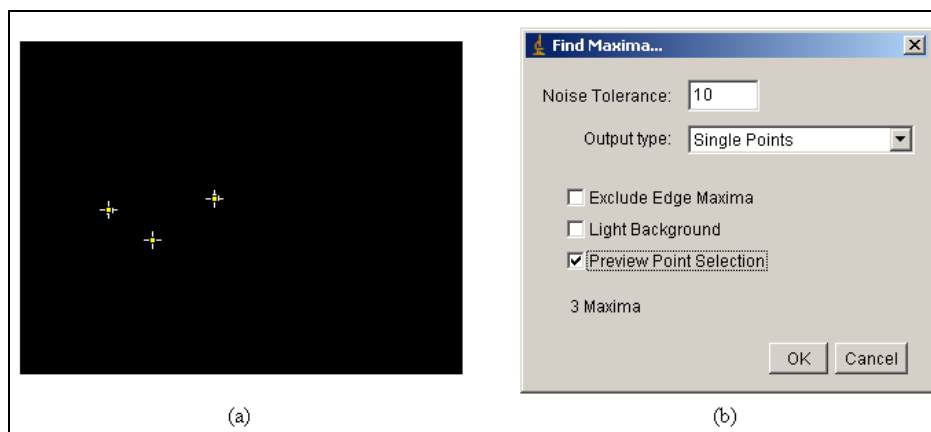 Find Maxima...
Noise Tolerance: 10
Output type: Single Points
Exclude Edge Maxima
Light Background
Preview Point Selection
3 Maxima
OK Cancel
(a) (b)